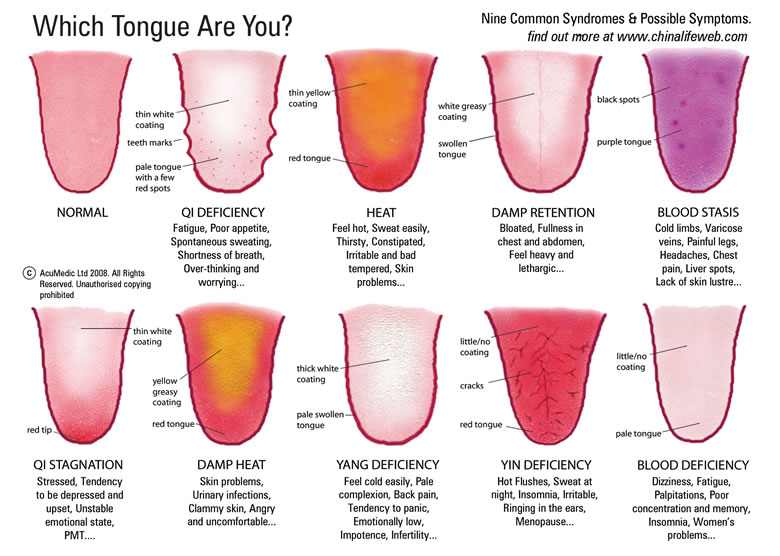 Which Tongue Are You?
Nine Common Syndromes & Possible Symptoms.
find out more at www.chinalifeweb.com
thin white
coating
teeth marks
pale tongue
with a few
red spots
thin yellow
coating
red tongue
white greasy
coating
swollen
tongue
black spots
purple tongue
NORMAL
QI DEFICIENCY
Fatigue, Poor appetite,
Spontaneous sweating,
Shortness of breath,
Over-thinking and
worrying...
HEAT
Feel hot, Sweat easily,
Thirsty, Constipated,
Irritable and bad
tempered, Skin
problems...
DAMP RETENTION
Bloated, Fullness in
chest and abdomen,
Feel heavy and
lethargic...
BLOOD STASIS
Cold limbs, Varicose
veins, Painful legs,
Headaches, Chest
pain, Liver spots,
Lack of skin lustre...
© AcuMedic Ltd 2008. All Rights
Reserved. Unauthorised copying
prohibited
thin white
coating
red tip
yellow
greasy
coating
red tongue
thick white
coating
pale swollen
tongue
little/no
coating
cracks
red tongue
little/no
coating
pale tongue
QI STAGNATION
Stressed, Tendency
to be depressed and
upset, Unstable
emotional state,
PMT....
DAMP HEAT
Skin problems,
Urinary infections,
Clammy skin, Angry
and uncomfortable...
YANG DEFICIENCY
Feel cold easily, Pale
complexion, Back pain,
Tendency to panic,
Emotionally low,
Impotence, Infertility...
YIN DEFICIENCY
Hot Flushes, Sweat at
night, Insomnia, Irritable,
Ringing in the ears,
Menopause...
BLOOD DEFICIENCY
Dizziness, Fatigue,
Palpitations, Poor
concentration and memory,
Insomnia, Women's
problems...